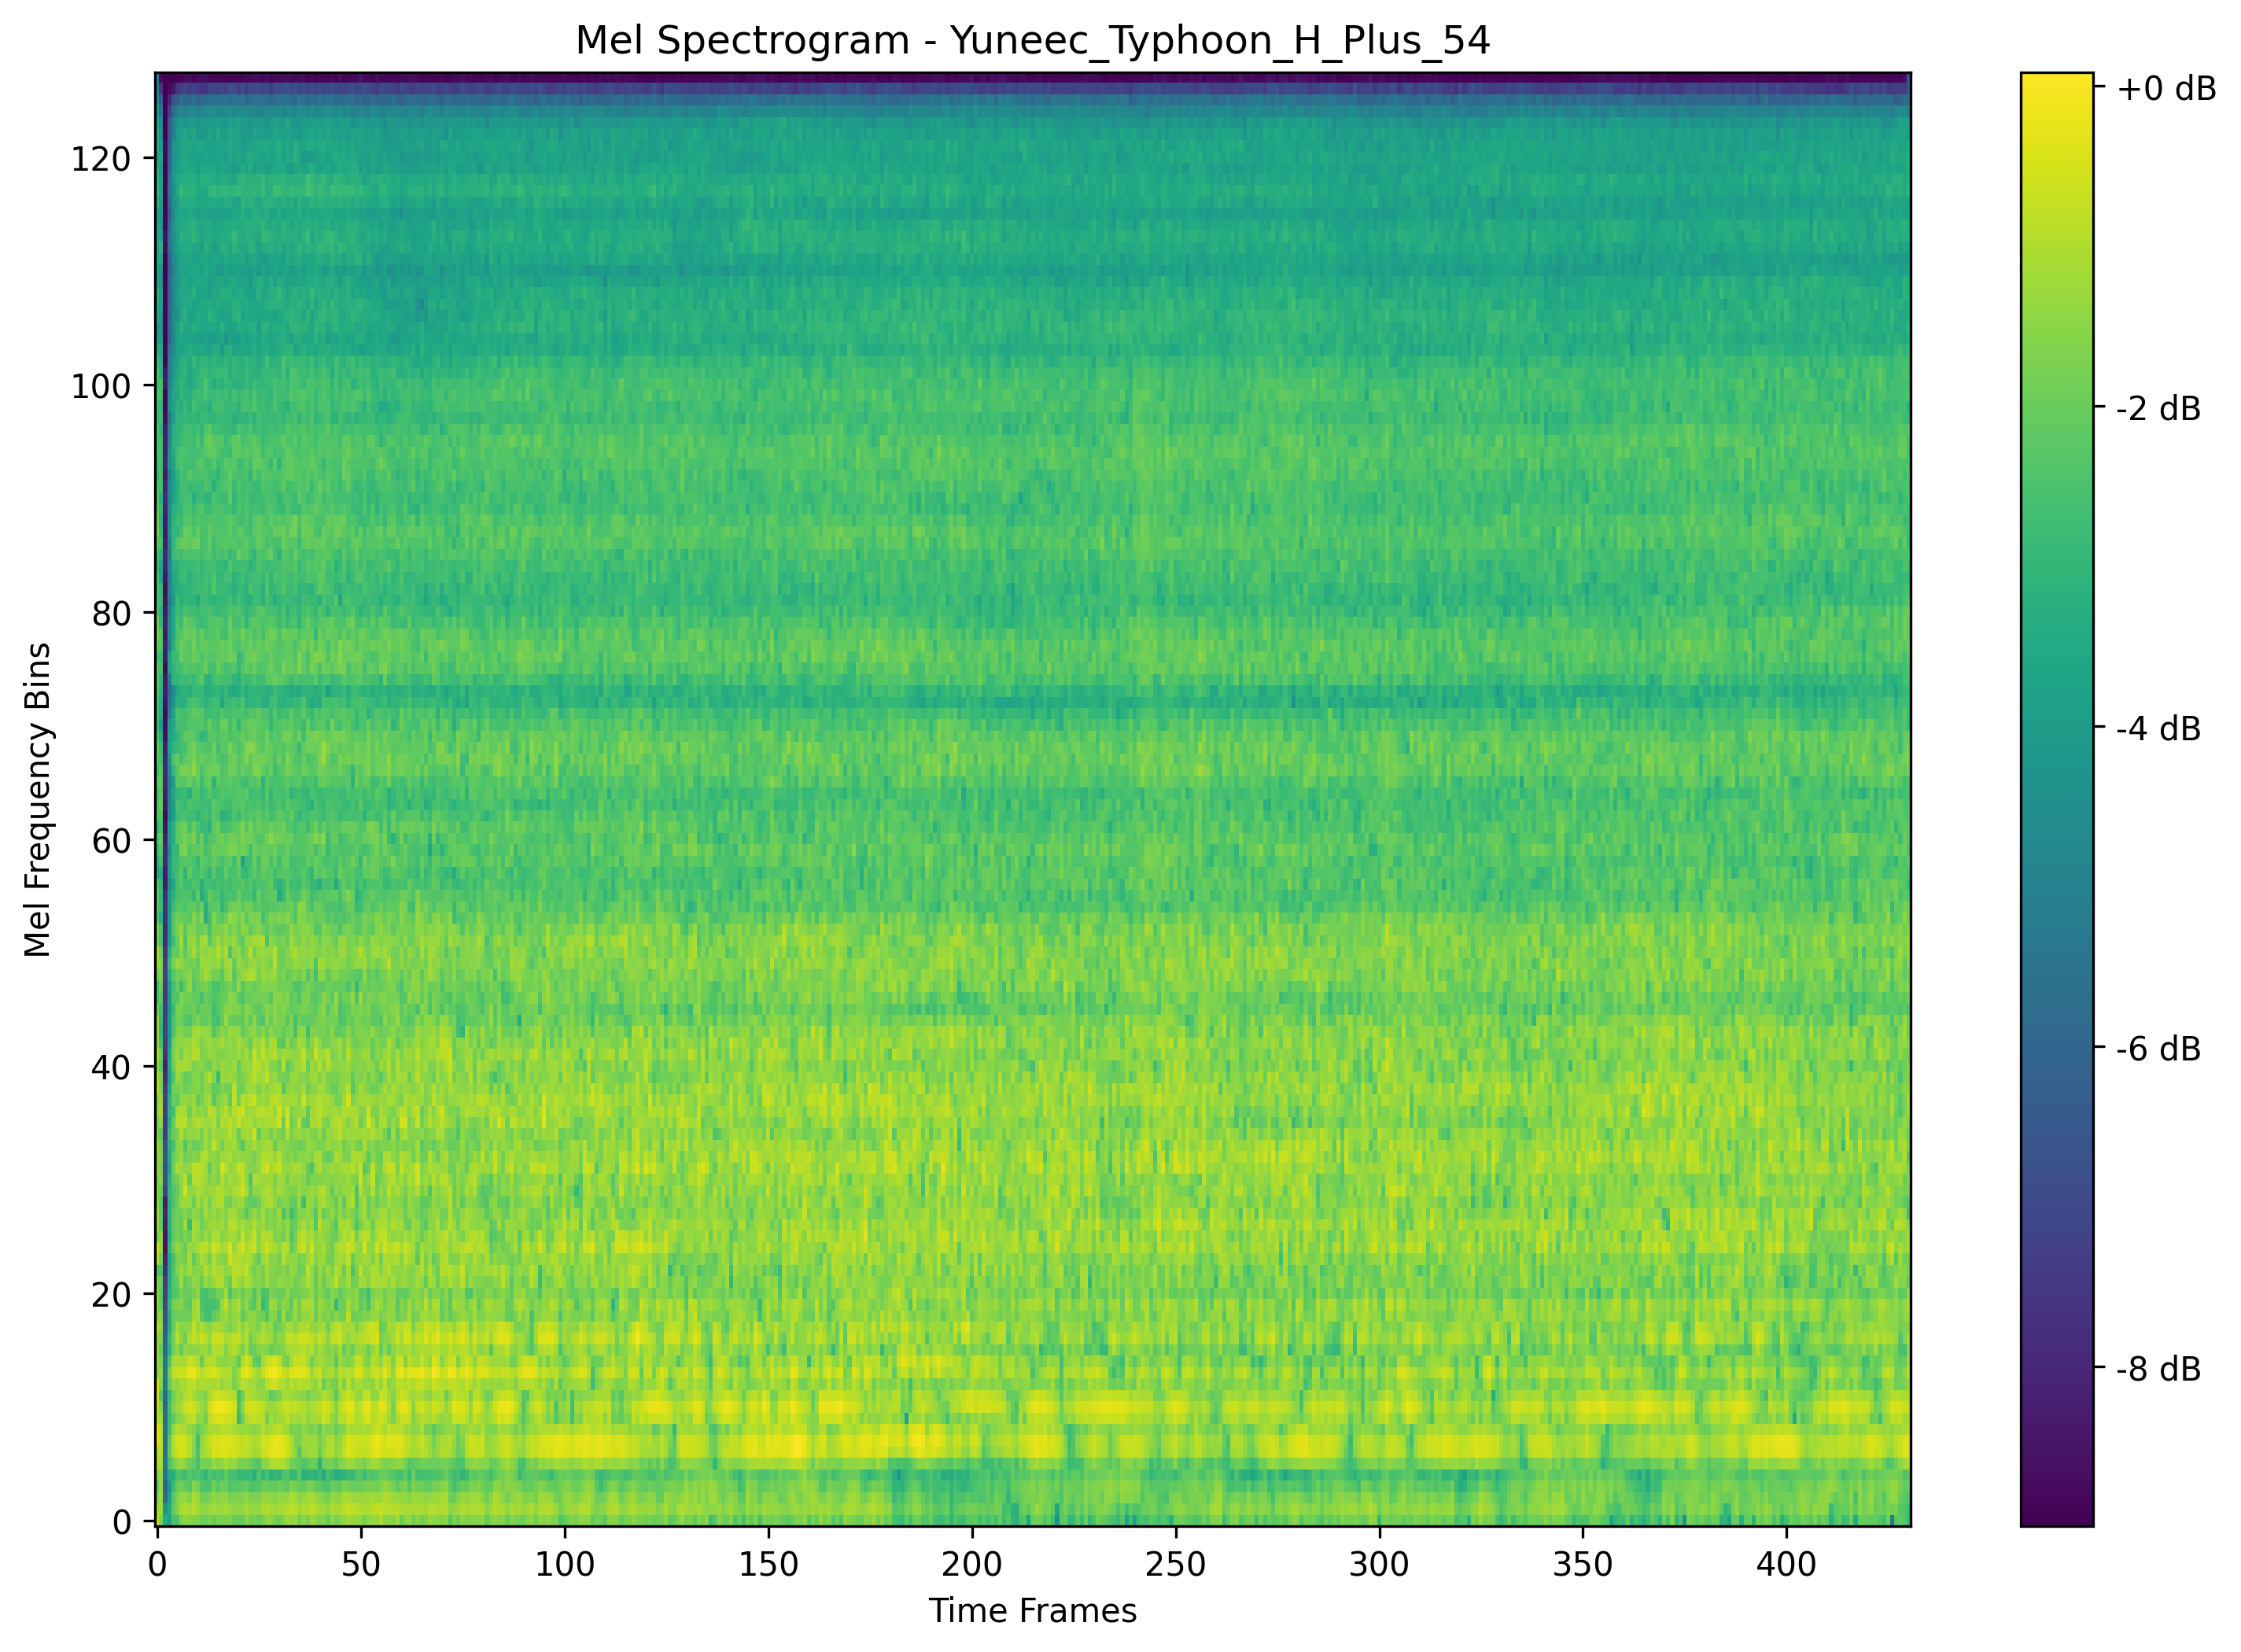 Mel Spectrogram - Yuneec_Typhoon_H_Plus_54
Mel Frequency Bins
120
100
80
60
40
20
0
0 50 100 150 200 250 300 350 400
Time Frames
+0 dB
-2 dB
-4 dB
-6 dB
-8 dB